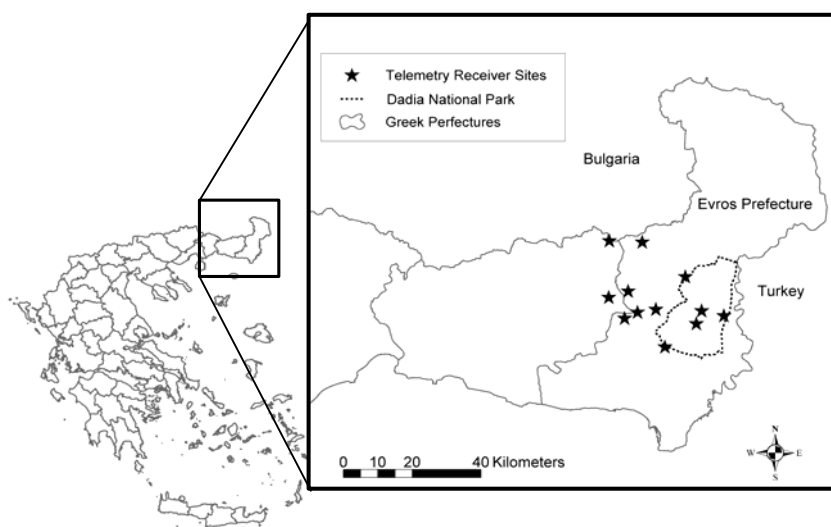 Telemetry Receiver Sites
Dadia National Park
Greek Perfectures
Bulgaria
Evros Prefecture
Turkey
0 10 20 40 Kilometers
N
W E
S